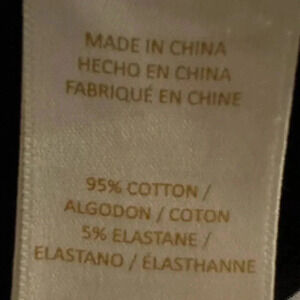 MADE IN CHINA
HECHO EN CHINA
FABRIQUÉ EN CHINE
95% COTTON /
ALGODON / COTON
5% ELASTANE /
ELASTANO / ÉLASTHANNE